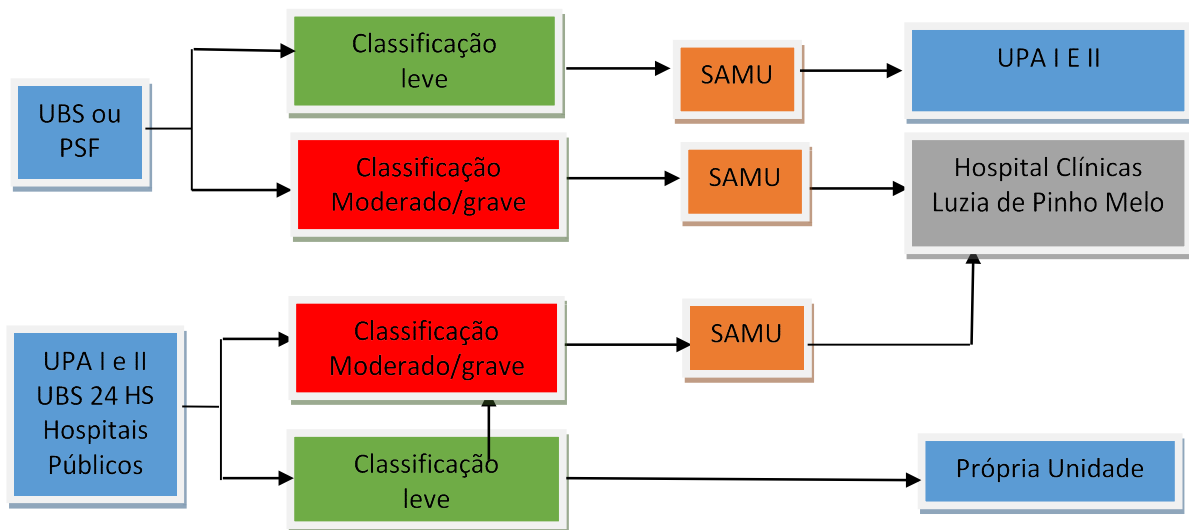 Classificação
leve
SAMU
UPA I E II
UBS ou
PSF
Classificação
Moderado/grave
SAMU
Hospital Clínicas
Luzia de Pinho Melo
Classificação
Moderado/grave
SAMU
UPA I e II
UBS 24 HS
Hospitais
Públicos
Classificação
leve
Própria Unidade